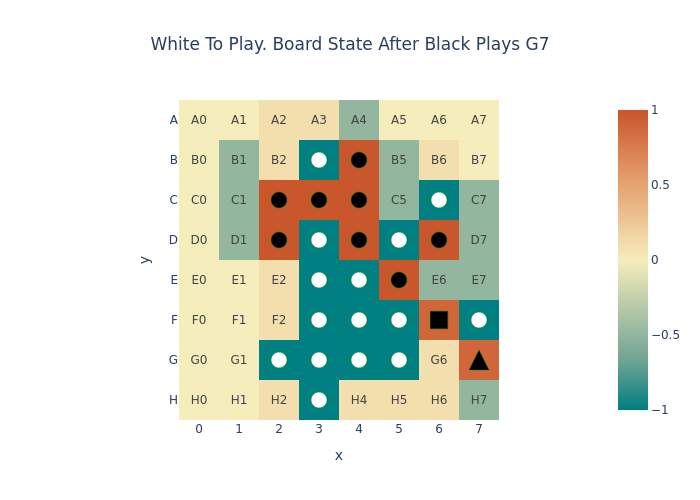 White To Play. Board State After Black Plays G7
A A0 A1 A2 A3 A4 A5 A6 A7
B B0 B1 B2 B5 B6 B7
C C0 C1 C5 C7
D D0 D1 D7
E E0 E1 E2 E6 E7
F F0 F1 F2
G G0 G1 G6
H H0 H1 H2 H4 H5 H6 H7
0 1 2 3 4 5 6 7
x
y
1
0.5
0
−0.5
−1